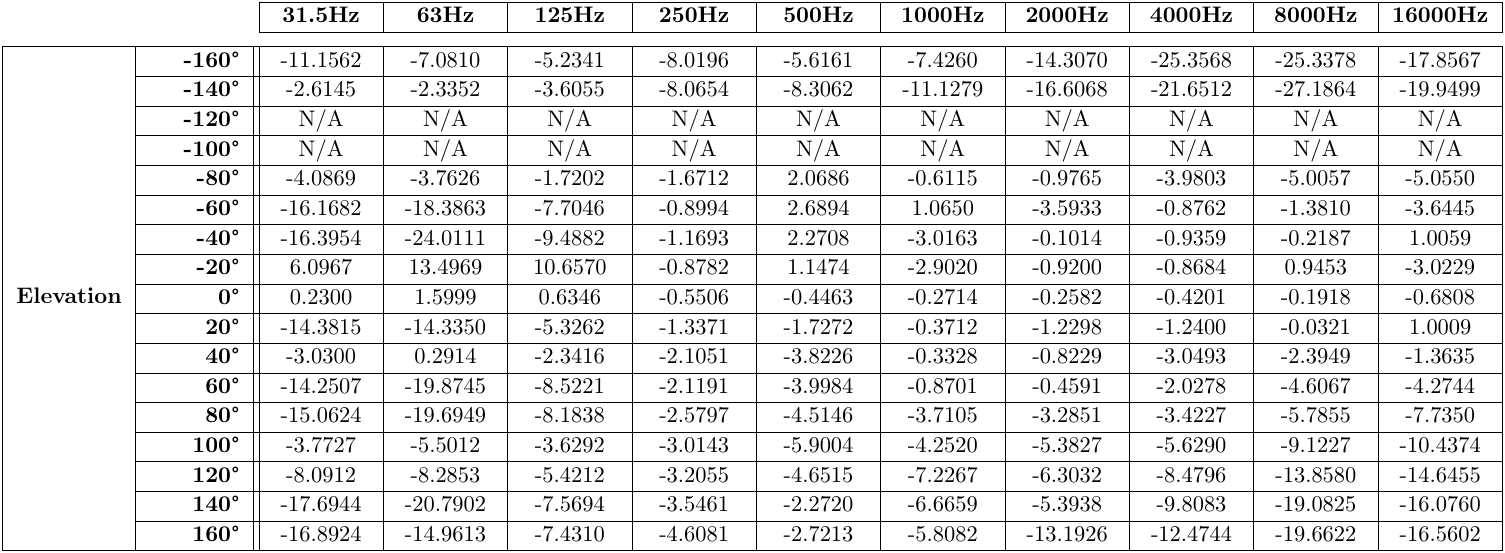 31.5Hz 63Hz 125Hz 250Hz 500Hz 1000Hz 2000Hz 4000Hz 8000Hz 16000Hz
-160° -11.1562 -7.0810 -5.2341 -8.0196 -5.6161 -7.4260 -14.3070 -25.3568 -25.3378 -17.8567
-140° -2.6145 -2.3352 -3.6055 -8.0654 -8.3062 -11.1279 -16.6068 -21.6512 -27.1864 -19.9499
-120° N/A N/A N/A N/A N/A N/A N/A N/A N/A N/A
-100° N/A N/A N/A N/A N/A N/A N/A N/A N/A N/A
-80° -4.0869 -3.7626 -1.7202 -1.6712 2.0686 -0.6115 -0.9765 -3.9803 -5.0057 -5.0550
-60° -16.1682 -18.3863 -7.7046 -0.8994 2.6894 1.0650 -3.5933 -0.8762 -1.3810 -3.6445
-40° -16.3954 -24.0111 -9.4882 -1.1693 2.2708 -3.0163 -0.1014 -0.9359 -0.2187 1.0059
-20° 6.0967 13.4969 10.6570 -0.8782 1.1474 -2.9020 -0.9200 -0.8684 0.9453 -3.0229
Elevation 0° 0.2300 1.5999 0.6346 -0.5506 -0.4463 -0.2714 -0.2582 -0.4201 -0.1918 -0.6808
20° -14.3815 -14.3350 -5.3262 -1.3371 -1.7272 -0.3712 -1.2298 -1.2400 -0.0321 1.0009
40° -3.0300 0.2914 -2.3416 -2.1051 -3.8226 -0.3328 -0.8229 -3.0493 -2.3949 -1.3635
60° -14.2507 -19.8745 -8.5221 -2.1191 -3.9984 -0.8701 -0.4591 -2.0278 -4.6067 -4.2744
80° -15.0624 -19.6949 -8.1838 -2.5797 -4.5146 -3.7105 -3.2851 -3.4227 -5.7855 -7.7350
100° -3.7727 -5.5012 -3.6292 -3.0143 -5.9004 -4.2520 -5.3827 -5.6290 -9.1227 -10.4374
120° -8.0912 -8.2853 -5.4212 -3.2055 -4.6515 -7.2267 -6.3032 -8.4796 -13.8580 -14.6455
140° -17.6944 -20.7902 -7.5694 -3.5461 -2.2720 -6.6659 -5.3938 -9.8083 -19.0825 -16.0760
160° -16.8924 -14.9613 -7.4310 -4.6081 -2.7213 -5.8082 -13.1926 -12.4744 -19.6622 -16.5602